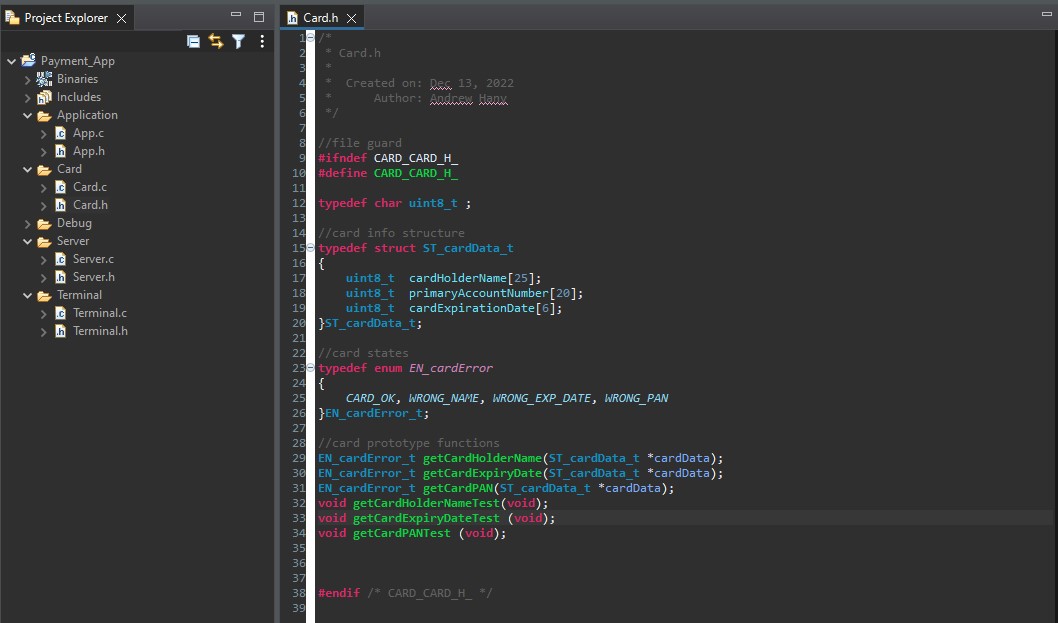 Project Explorer
Payment_App
Binaries
Includes
Application
App.c
App.h
Card
Card.c
Card.h
Debug
Server
Server.c
Server.h
Terminal
Terminal.c
Terminal.h
Card.h
1 /*
2  * Card.h
3  *
4  *  Created on: Dec 13, 2022
5  *      Author: Andrew Hany
6  */
7
8 //file guard
9 #ifndef CARD_CARD_H_
10 #define CARD_CARD_H_
11
12 typedef char uint8_t ;
13
14 //card info structure
15 typedef struct ST_cardData_t
16 {
17     uint8_t  cardHolderName[25];
18     uint8_t  primaryAccountNumber[20];
19     uint8_t  cardExpirationDate[6];
20 }ST_cardData_t;
21
22 //card states
23 typedef enum EN_cardError
24 {
25     CARD_OK, WRONG_NAME, WRONG_EXP_DATE, WRONG_PAN
26 }EN_cardError_t;
27
28 //card prototype functions
29 EN_cardError_t getCardHolderName(ST_cardData_t *cardData);
30 EN_cardError_t getCardExpiryDate(ST_cardData_t *cardData);
31 EN_cardError_t getCardPAN(ST_cardData_t *cardData);
32 void getCardHolderNameTest(void);
33 void getCardExpiryDateTest (void);
34 void getCardPANTest (void);
35
36
37
38 #endif /* CARD_CARD_H_ */
39